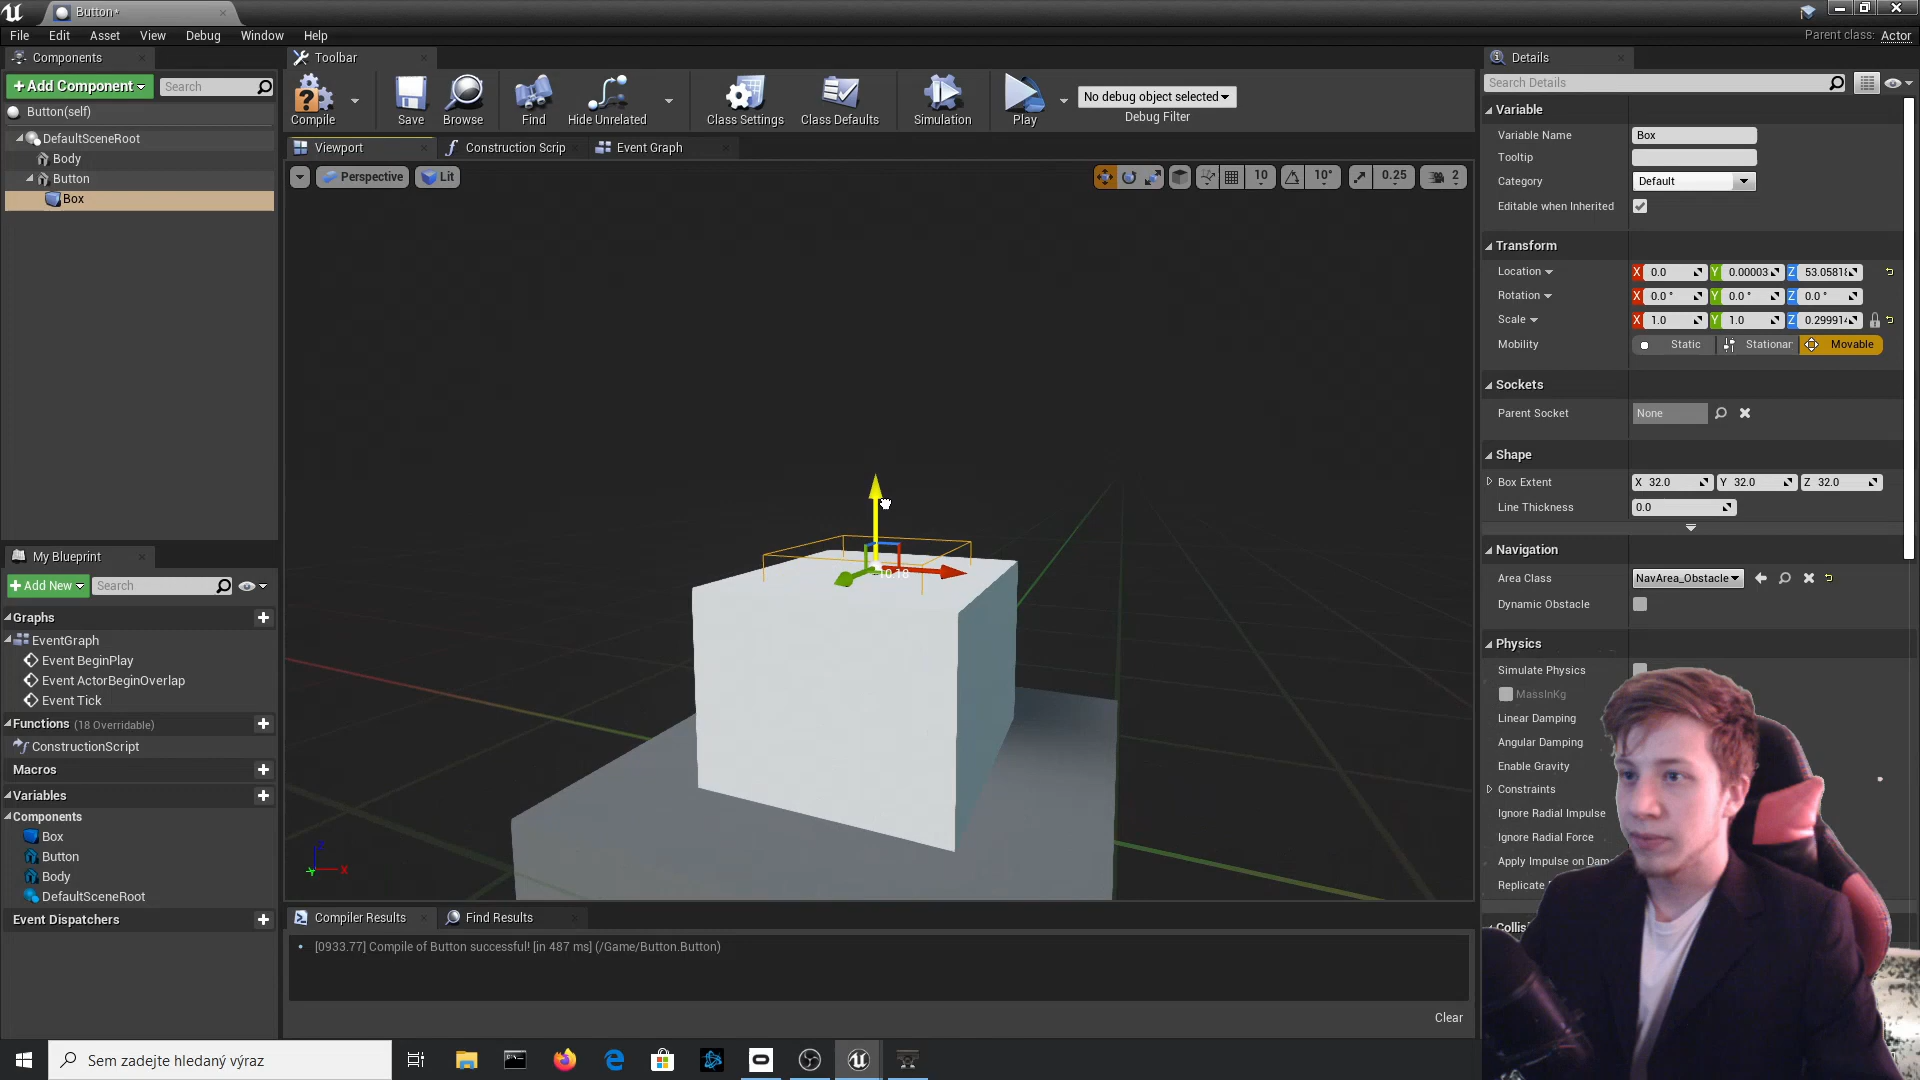 Button*
File Edit Asset View Debug Window Help
Parent class: Actor
Components
Toolbar
Details
+Add Component
Search
Button(self)
DefaultSceneRoot
Body
Button
Box
Compile
Save
Browse
Find
Hide Unrelated
Class Settings
Class Defaults
Simulation
Play
No debug object selected
Debug Filter
Viewport
Construction Scrip
Event Graph
Perspective
Lit
10
10°
0.25
2
10.18
Search Details
Variable
Variable Name Box
Tooltip
Category Default
Editable when Inherited
Transform
Location X 0.0 Y 0.00003 Z
Rotation X 0.0 ° Y 0.0 ° Z 0.0 °
Scale X 1.0 Y 1.0 Z
Mobility Static Stationar Movable
Sockets
Parent Socket None
Shape
Box Extent X 32.0 Y 32.0 Z 32.0
Line Thickness 0.0
Navigation
Area Class NavArea_Obstacle
Dynamic Obstacle
Physics
Simulate Physics
MassInKg
Linear Damping
Angular Damping
Enable Gravity
Constraints
Ignore Radial Impulse
Ignore Radial Force
Apply Impulse on Dam
Replicate
Collis
My Blueprint
+Add New
Search
Graphs
EventGraph
Event BeginPlay
Event ActorBeginOverlap
Event Tick
Functions (18 Overridable)
ConstructionScript
Macros
Variables
Components
Box
Button
Body
DefaultSceneRoot
Event Dispatchers
Z
X
Y
Compiler Results
Find Results
[0933.77] Compile of Button successful! [in 487 ms] (/Game/Button.Button)
Clear
Sem zadejte hledaný výraz